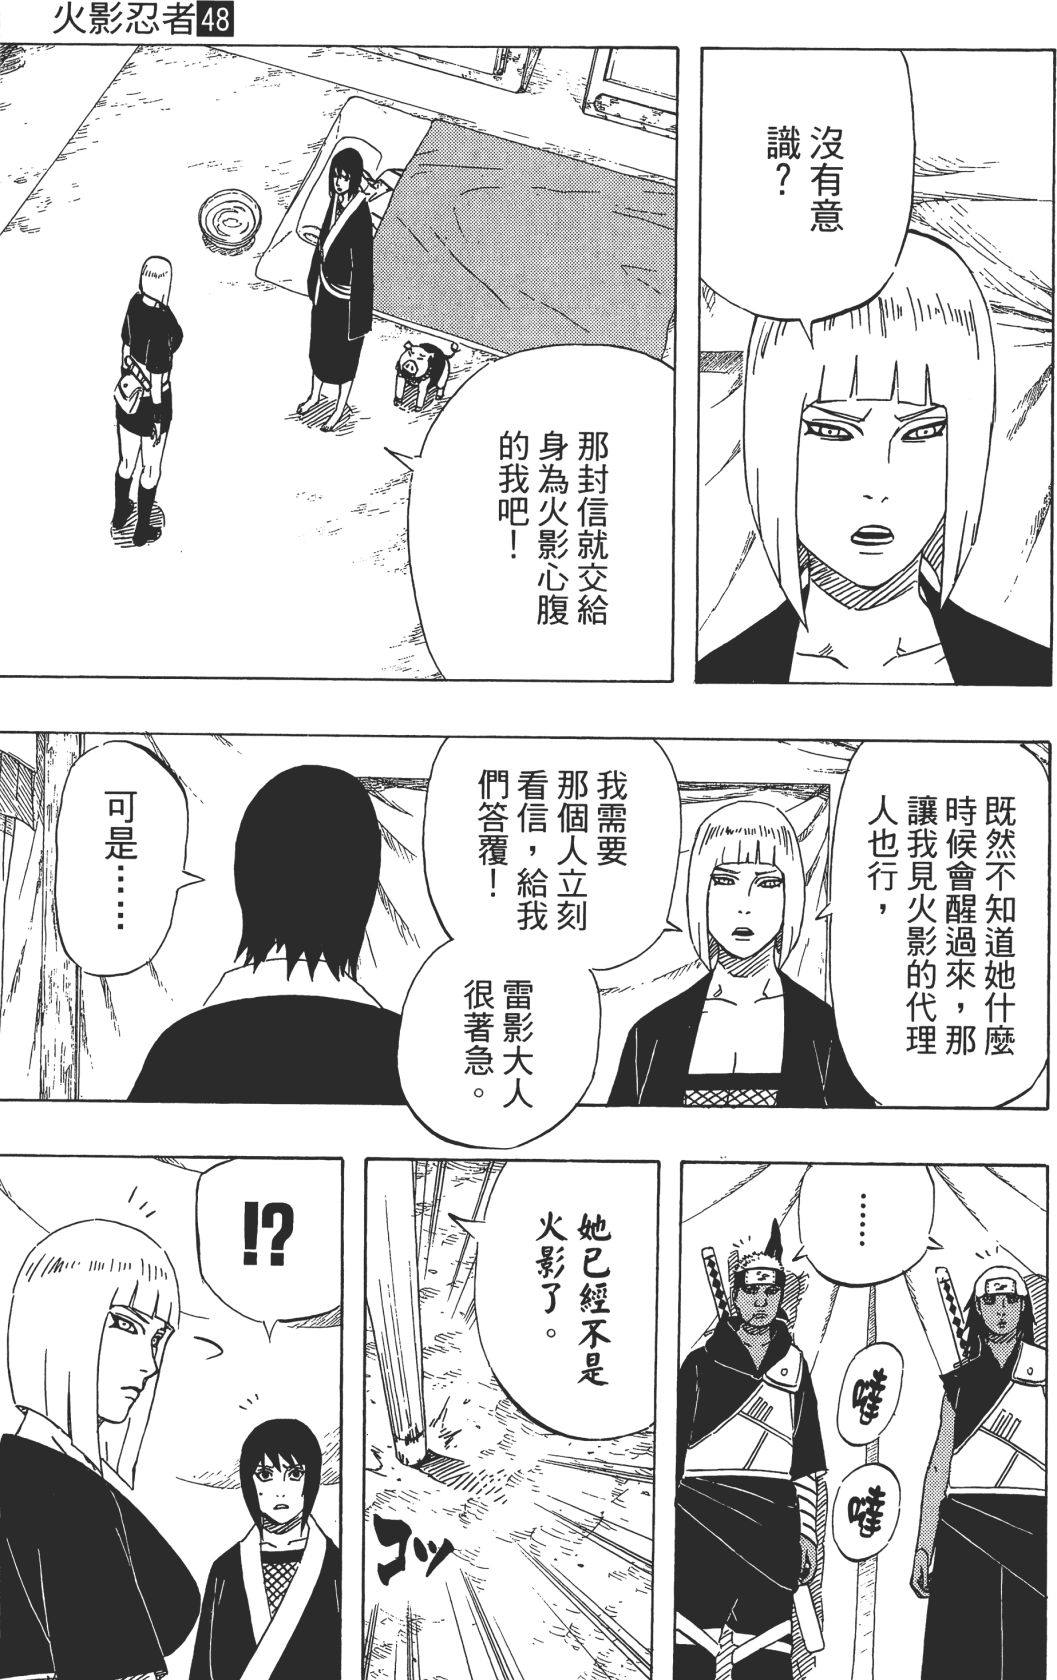 火影忍者48
沒有意
識？
那封信就交給
身為火影心腹
的我吧！
既然不知道她什麼
時候會醒過來，那
讓我見火影的代理
人也行，
我需要
那個人立刻
看信，給我
們答覆！
雷影大人
很著急。
可是……
……
噠
噠
她已經不是
火影了。
コッ
!?